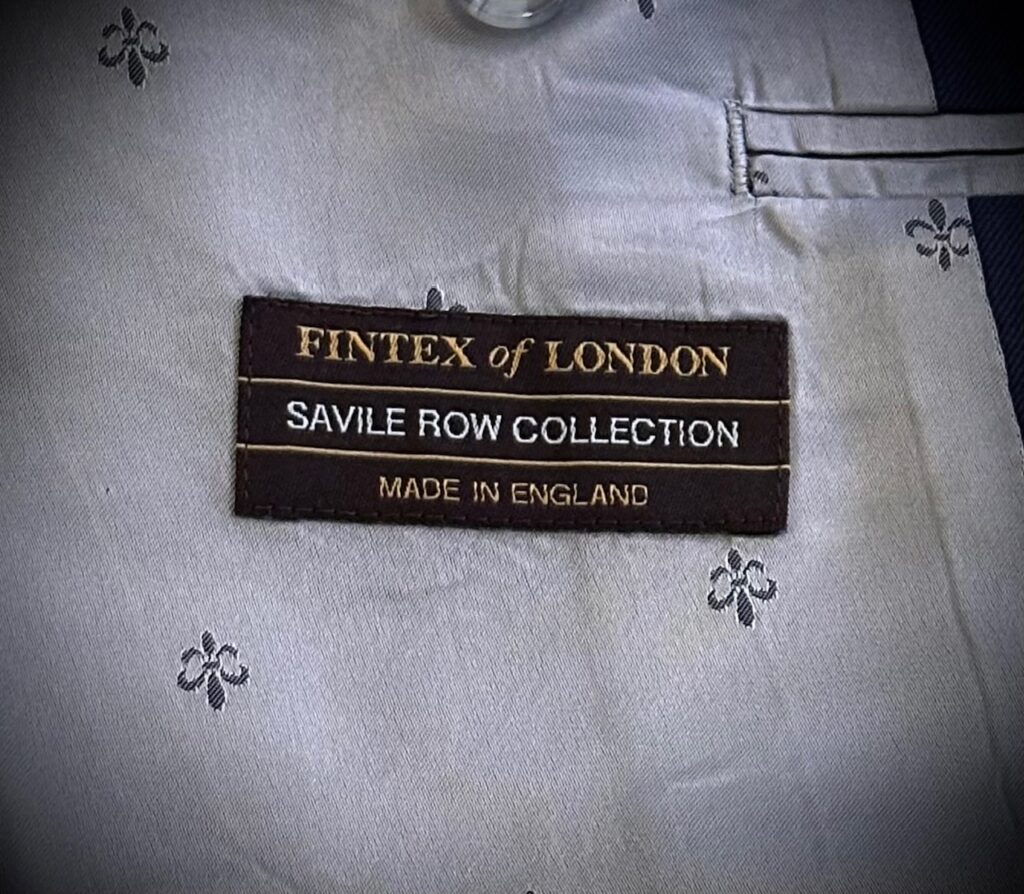 FINTEX of LONDON
SAVILE ROW COLLECTION
MADE IN ENGLAND